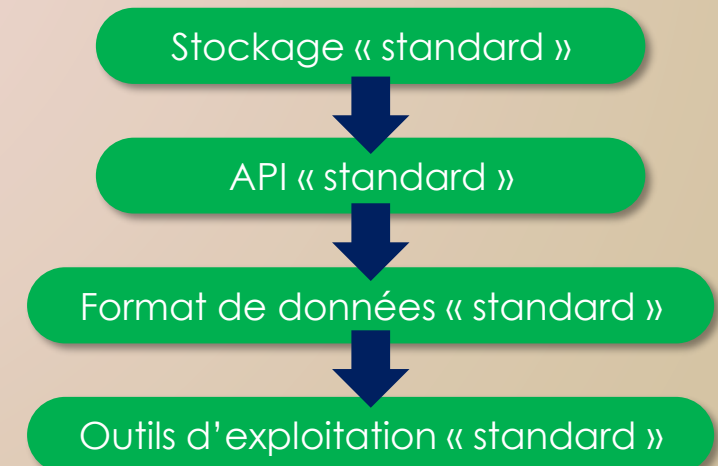 Stockage « standard »
API « standard »
Format de données « standard »
Outils d’exploitation « standard »